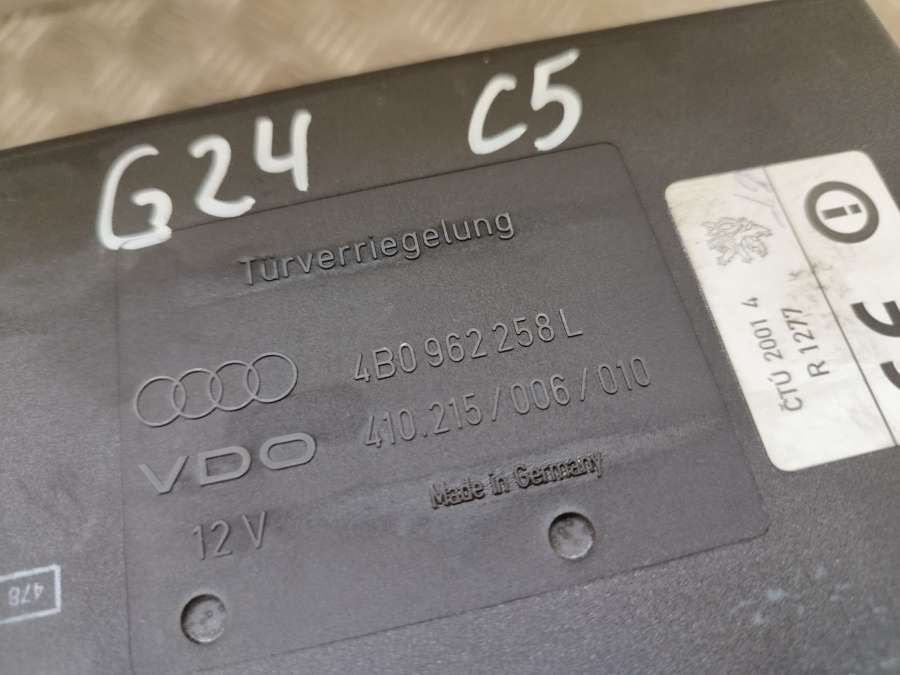 G24 C5
Türverriegelung
4B0 962 258 L
410.215/006/010
VDO
Made in Germany
12 V
ČTÚ 2001 4
R 1277
i
478